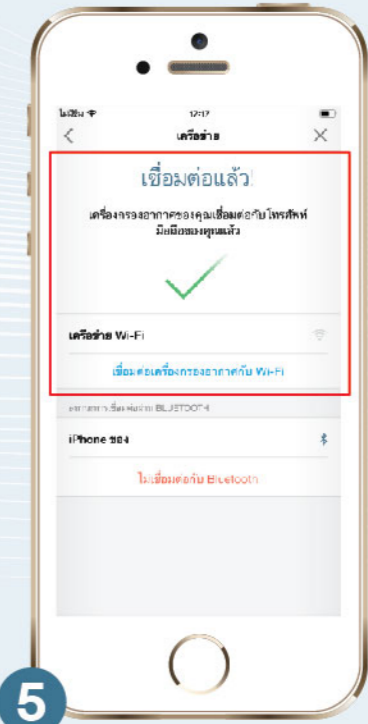 ไม่มีซิม
12:17
เครือข่าย
เชื่อมต่อแล้ว!
เครื่องกรองอากาศของคุณเชื่อมต่อกับโทรศัพท์
มือถือของคุณแล้ว
เครือข่าย Wi-Fi
เชื่อมต่อเครื่องกรองอากาศกับ Wi-Fi
BLUETOOTH
iPhone ของ
ไม่เชื่อมต่อกับ Bluetooth
5